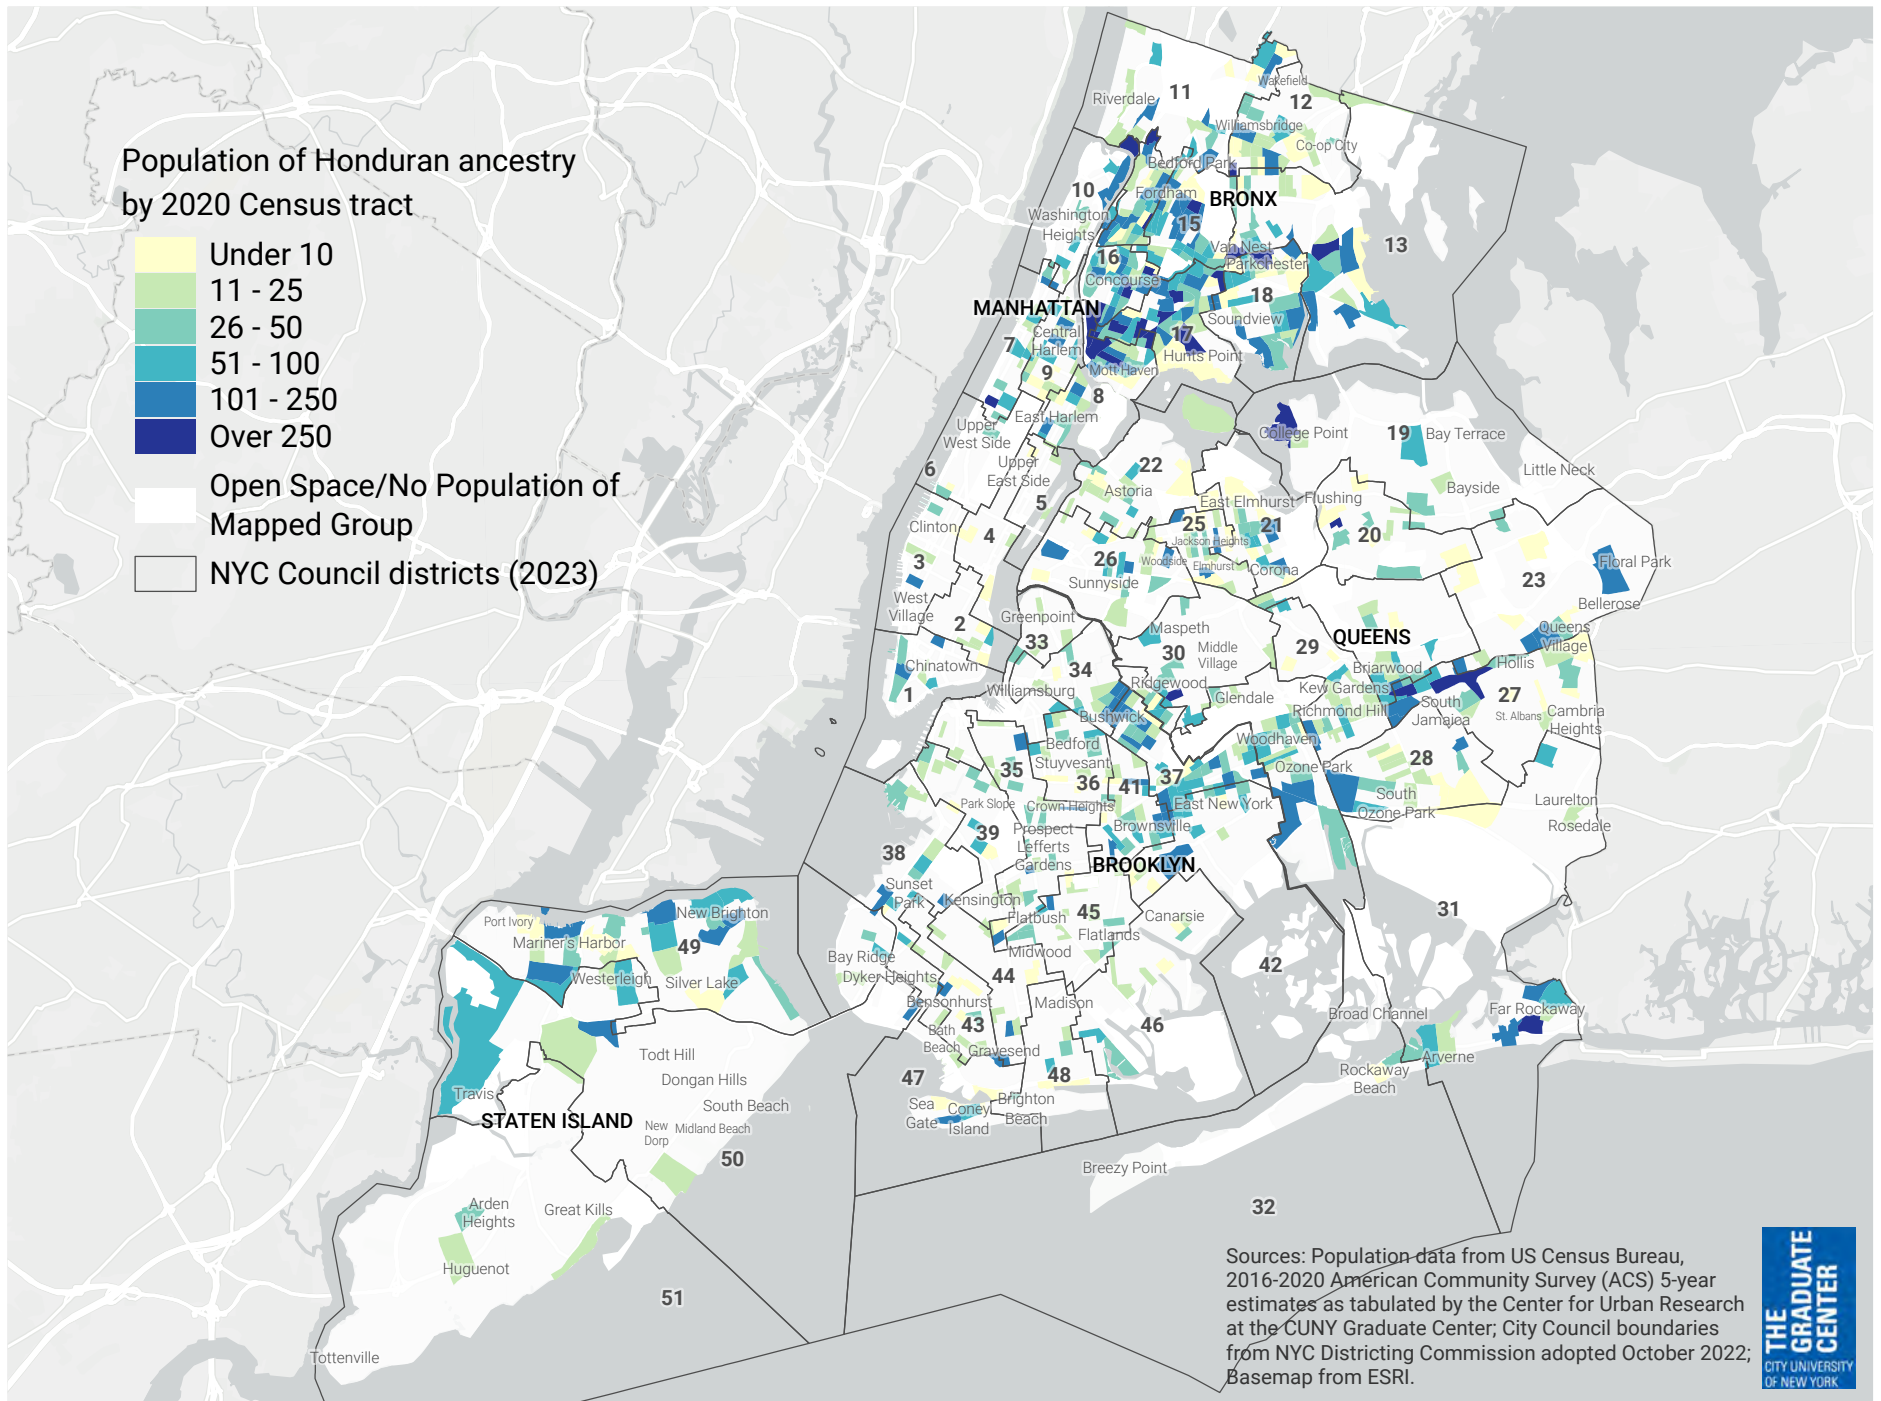 Population of Honduran ancestry
by 2020 Census tract
Under 10
11 - 25
26 - 50
51 - 100
101 - 250
Over 250
Open Space/No Population of
Mapped Group
NYC Council districts (2023)
Wakefield
11
Riverdale
12
Williamsbridge
Co-op City
Bedford Park
10
Fordham
BRONX
Washington
Heights
15
13
Van Nest
16
Parkchester
Concourse
18
MANHATTAN
Soundview
Central
Harlem
17
7
Hunts Point
9
Mott Haven
8
East Harlem
Upper
West Side
College Point
19
Bay Terrace
Upper
East Side
6
22
Little Neck
Astoria
Bayside
5
East Elmhurst
Flushing
Clinton
25
21
4
20
Jackson Heights
3
26
Woodside
Elmhurst
Corona
Floral Park
Sunnyside
23
West
Village
Bellerose
2
Greenpoint
Maspeth
Queens
Village
33
QUEENS
Middle
Village
30
29
Chinatown
34
Briarwood
Hollis
1
Williamsburg
Ridgewood
Kew Gardens
Glendale
27
South
Jamaica
Richmond Hill
St. Albans
Cambria
Heights
Bushwick
Woodhaven
Bedford
Stuyvesant
28
35
Ozone Park
36
41
37
South
Ozone Park
Park Slope
Crown Heights
East New York
Laurelton
Rosedale
39
Prospect
Lefferts
Gardens
Brownsville
38
BROOKLYN
Sunset
Park
Kensington
31
Port Ivory
New Brighton
Flatbush
45
Canarsie
Mariner's Harbor
49
Flatlands
Bay Ridge
Midwood
42
Westerleigh
Silver Lake
Dyker Heights
44
Bensonhurst
Madison
Broad Channel
Far Rockaway
43
46
Bath
Beach
Gravesend
Todt Hill
Arverne
Dongan Hills
47
48
Rockaway
Beach
Travis
South Beach
Sea
Gate
Coney
Island
Brighton
Beach
STATEN ISLAND
New
Dorp
Midland Beach
50
Breezy Point
Arden
Heights
Great Kills
32
Huguenot
51
Tottenville
Sources: Population data from US Census Bureau,
2016-2020 American Community Survey (ACS) 5-year
estimates as tabulated by the Center for Urban Research
at the CUNY Graduate Center; City Council boundaries
from NYC Districting Commission adopted October 2022;
Basemap from ESRI.
THE
GRADUATE
CENTER
CITY UNIVERSITY
OF NEW YORK